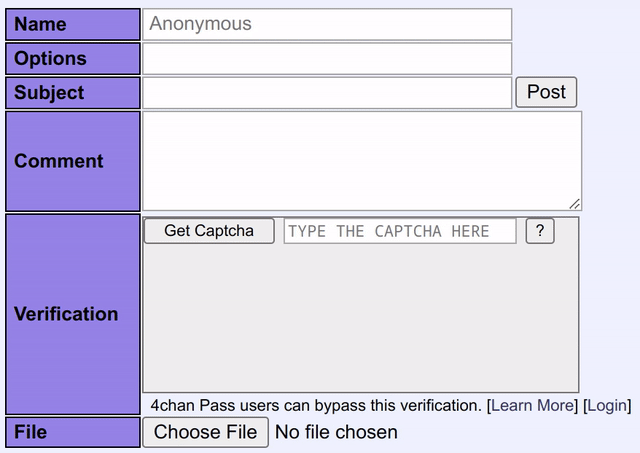 Name Anonymous
Options
Subject Post
Comment
Get Captcha TYPE THE CAPTCHA HERE ?
Verification
4chan Pass users can bypass this verification. [Learn More] [Login]
File Choose File No file chosen